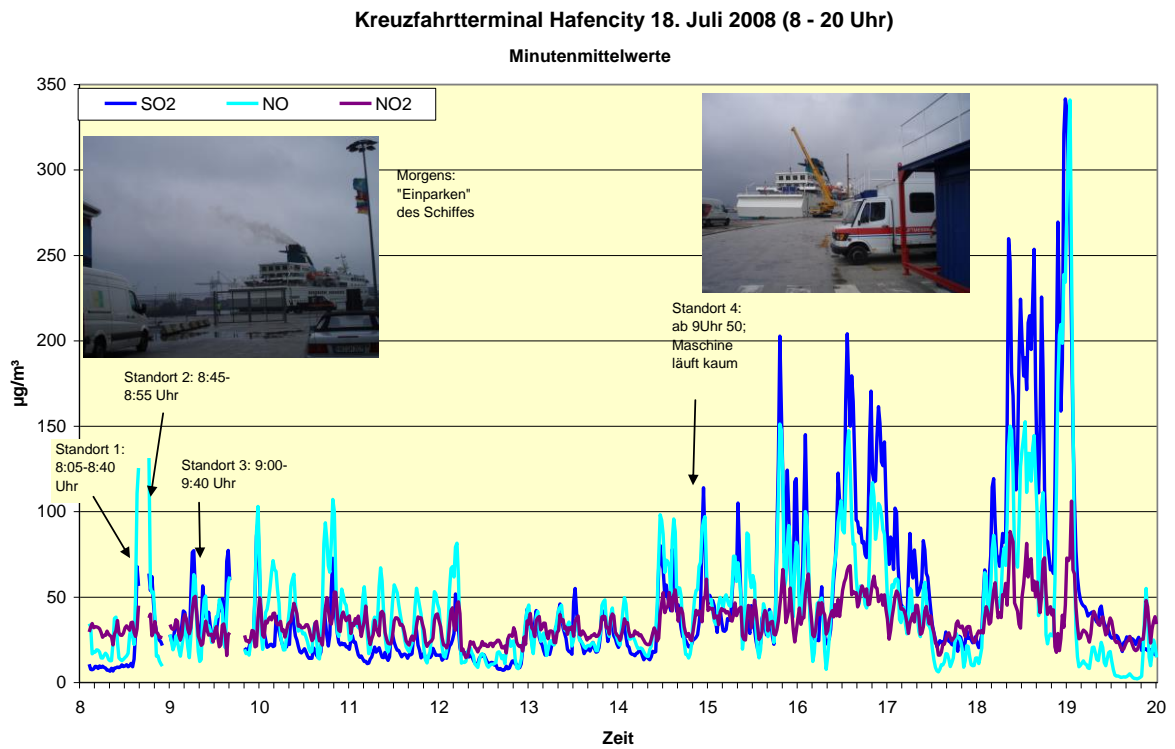 Kreuzfahrtterminal Hafencity 18. Juli 2008 (8 - 20 Uhr)
Minutenmittelwerte
µg/m³
350
300
250
200
150
100
50
0
SO2 NO NO2
Morgens:
"Einparken"
des Schiffes
Standort 4:
ab 9Uhr 50;
Maschine
läuft kaum
Standort 2: 8:45-
8:55 Uhr
Standort 1:
8:05-8:40
Uhr
Standort 3: 9:00-
9:40 Uhr
8 9 10 11 12 13 14 15 16 17 18 19 20
Zeit